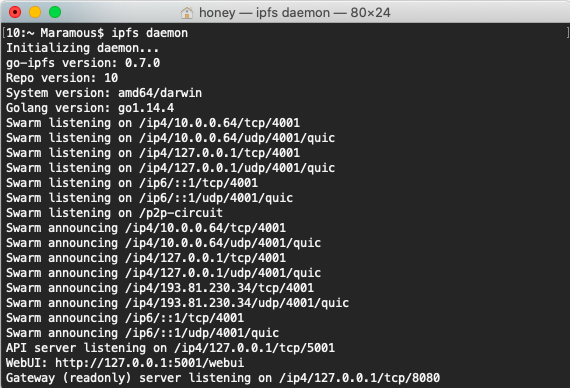 honey — ipfs daemon — 80×24
[10:~ Maramous$ ipfs daemon ]
Initializing daemon...
go-ipfs version: 0.7.0
Repo version: 10
System version: amd64/darwin
Golang version: go1.14.4
Swarm listening on /ip4/10.0.0.64/tcp/4001
Swarm listening on /ip4/10.0.0.64/udp/4001/quic
Swarm listening on /ip4/127.0.0.1/tcp/4001
Swarm listening on /ip4/127.0.0.1/udp/4001/quic
Swarm listening on /ip6/::1/tcp/4001
Swarm listening on /ip6/::1/udp/4001/quic
Swarm listening on /p2p-circuit
Swarm announcing /ip4/10.0.0.64/tcp/4001
Swarm announcing /ip4/10.0.0.64/udp/4001/quic
Swarm announcing /ip4/127.0.0.1/tcp/4001
Swarm announcing /ip4/127.0.0.1/udp/4001/quic
Swarm announcing /ip4/193.81.230.34/tcp/4001
Swarm announcing /ip4/193.81.230.34/udp/4001/quic
Swarm announcing /ip6/::1/tcp/4001
Swarm announcing /ip6/::1/udp/4001/quic
API server listening on /ip4/127.0.0.1/tcp/5001
WebUI: http://127.0.0.1:5001/webui
Gateway (readonly) server listening on /ip4/127.0.0.1/tcp/8080